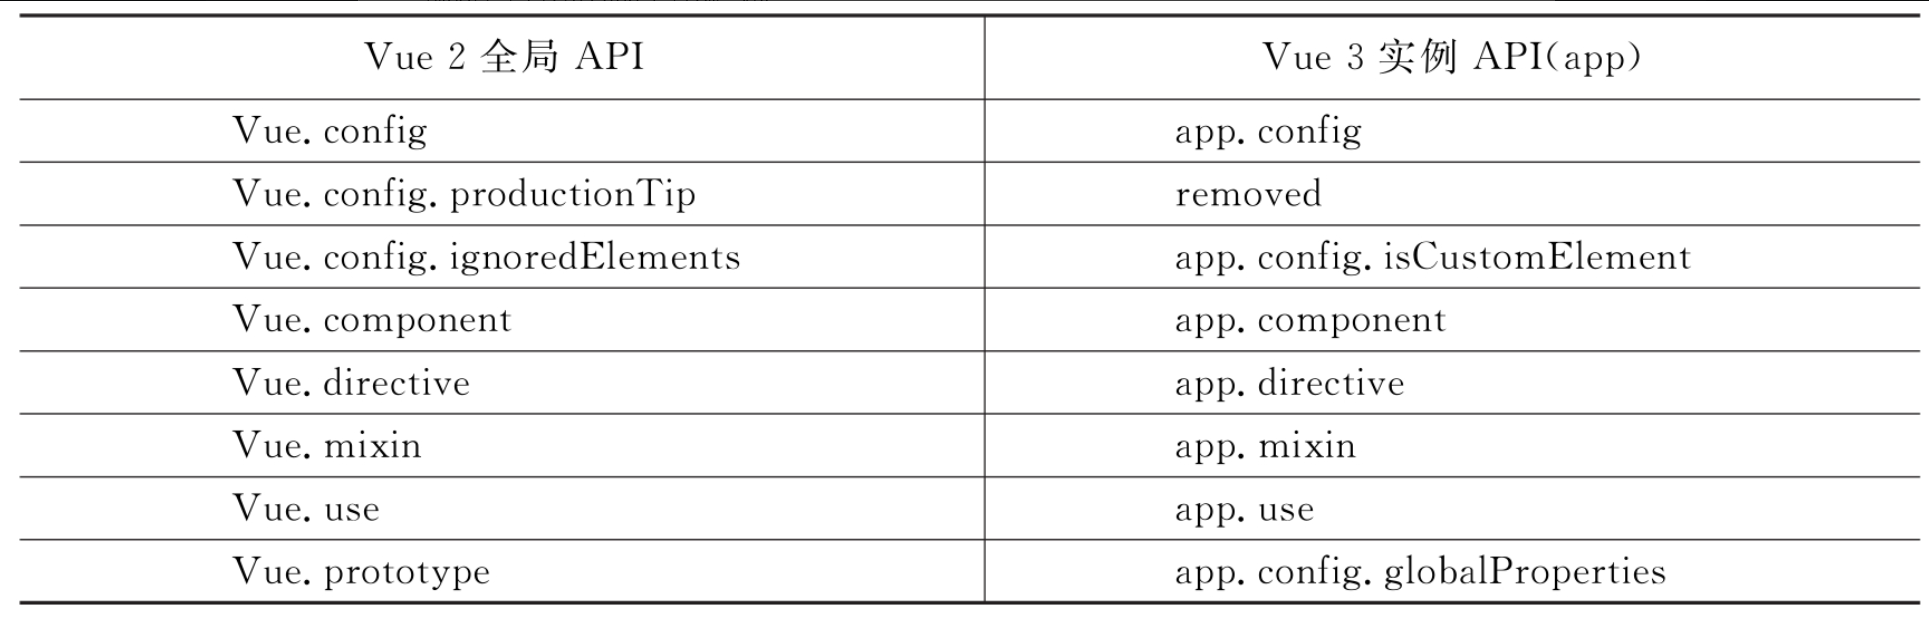 Vue 2 全局 API Vue 3 实例 API(app)
Vue. config app. config
Vue. config. productionTip removed
Vue. config. ignoredElements app. config. isCustomElement
Vue. component app. component
Vue. directive app. directive
Vue. mixin app. mixin
Vue. use app. use
Vue. prototype app. config. globalProperties